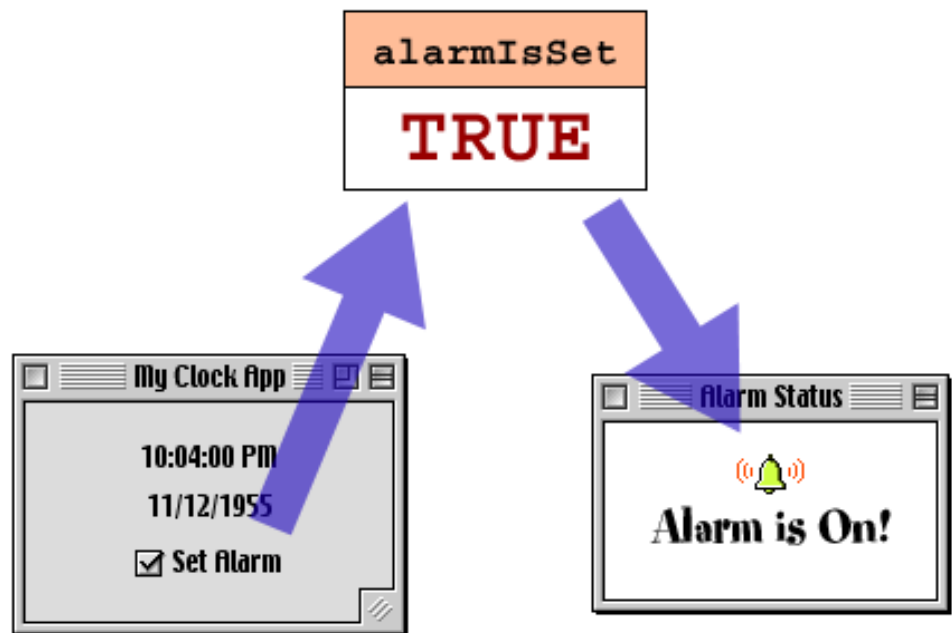 alarmIsSet
TRUE
My Clock App
10:04:00 PM
11/12/1955
Set Alarm
Alarm Status
Alarm is On!